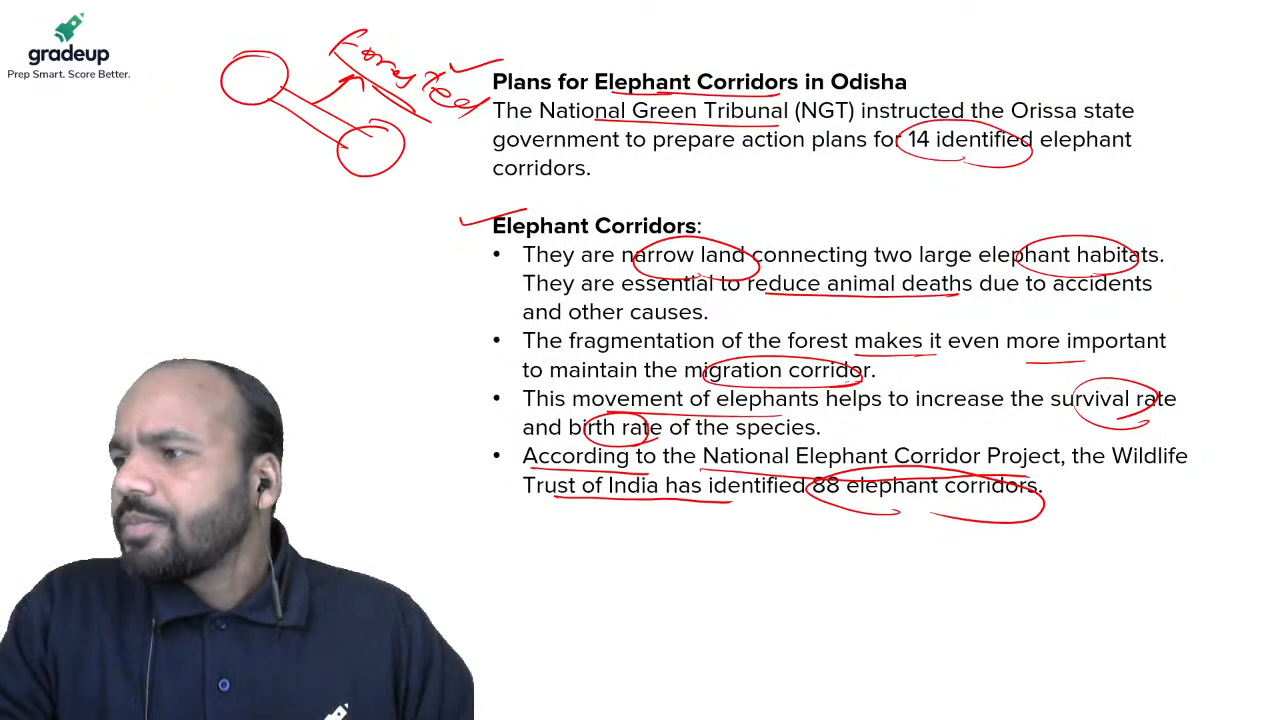 gradeup
Prep Smart. Score Better.
Forested
Plans for Elephant Corridors in Odisha
The National Green Tribunal (NGT) instructed the Orissa state
government to prepare action plans for 14 identified elephant
corridors.
Elephant Corridors:
• They are narrow land connecting two large elephant habitats.
They are essential to reduce animal deaths due to accidents
and other causes.
• The fragmentation of the forest makes it even more important
to maintain the migration corridor.
• This movement of elephants helps to increase the survival rate
and birth rate of the species.
• According to the National Elephant Corridor Project, the Wildlife
Trust of India has identified 88 elephant corridors.